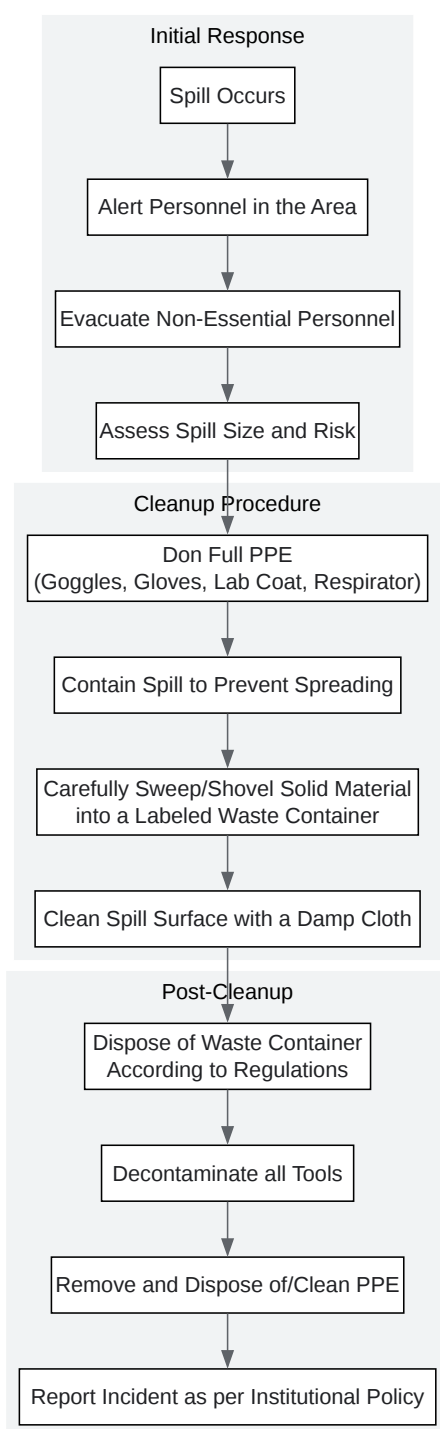 Initial Response
Spill Occurs
Alert Personnel in the Area
Evacuate Non-Essential Personnel
Assess Spill Size and Risk
Cleanup Procedure
Don Full PPE
(Goggles, Gloves, Lab Coat, Respirator)
Contain Spill to Prevent Spreading
Carefully Sweep/Shovel Solid Material
into a Labeled Waste Container
Clean Spill Surface with a Damp Cloth
Post-Cleanup
Dispose of Waste Container
According to Regulations
Decontaminate all Tools
Remove and Dispose of/Clean PPE
Report Incident as per Institutional Policy